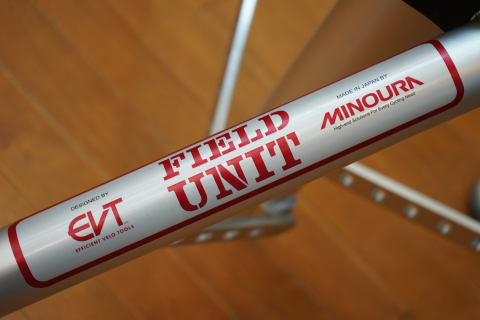 DESIGNED BY
EVT
EFFICIENT VELO TOOLS
FIELD
UNIT
MADE IN JAPAN BY
MINOURA
High-end Solutions For Every Cycling Need